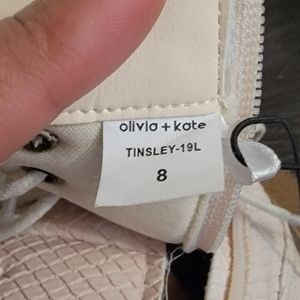 olivia + kate
TINSLEY-19L
8